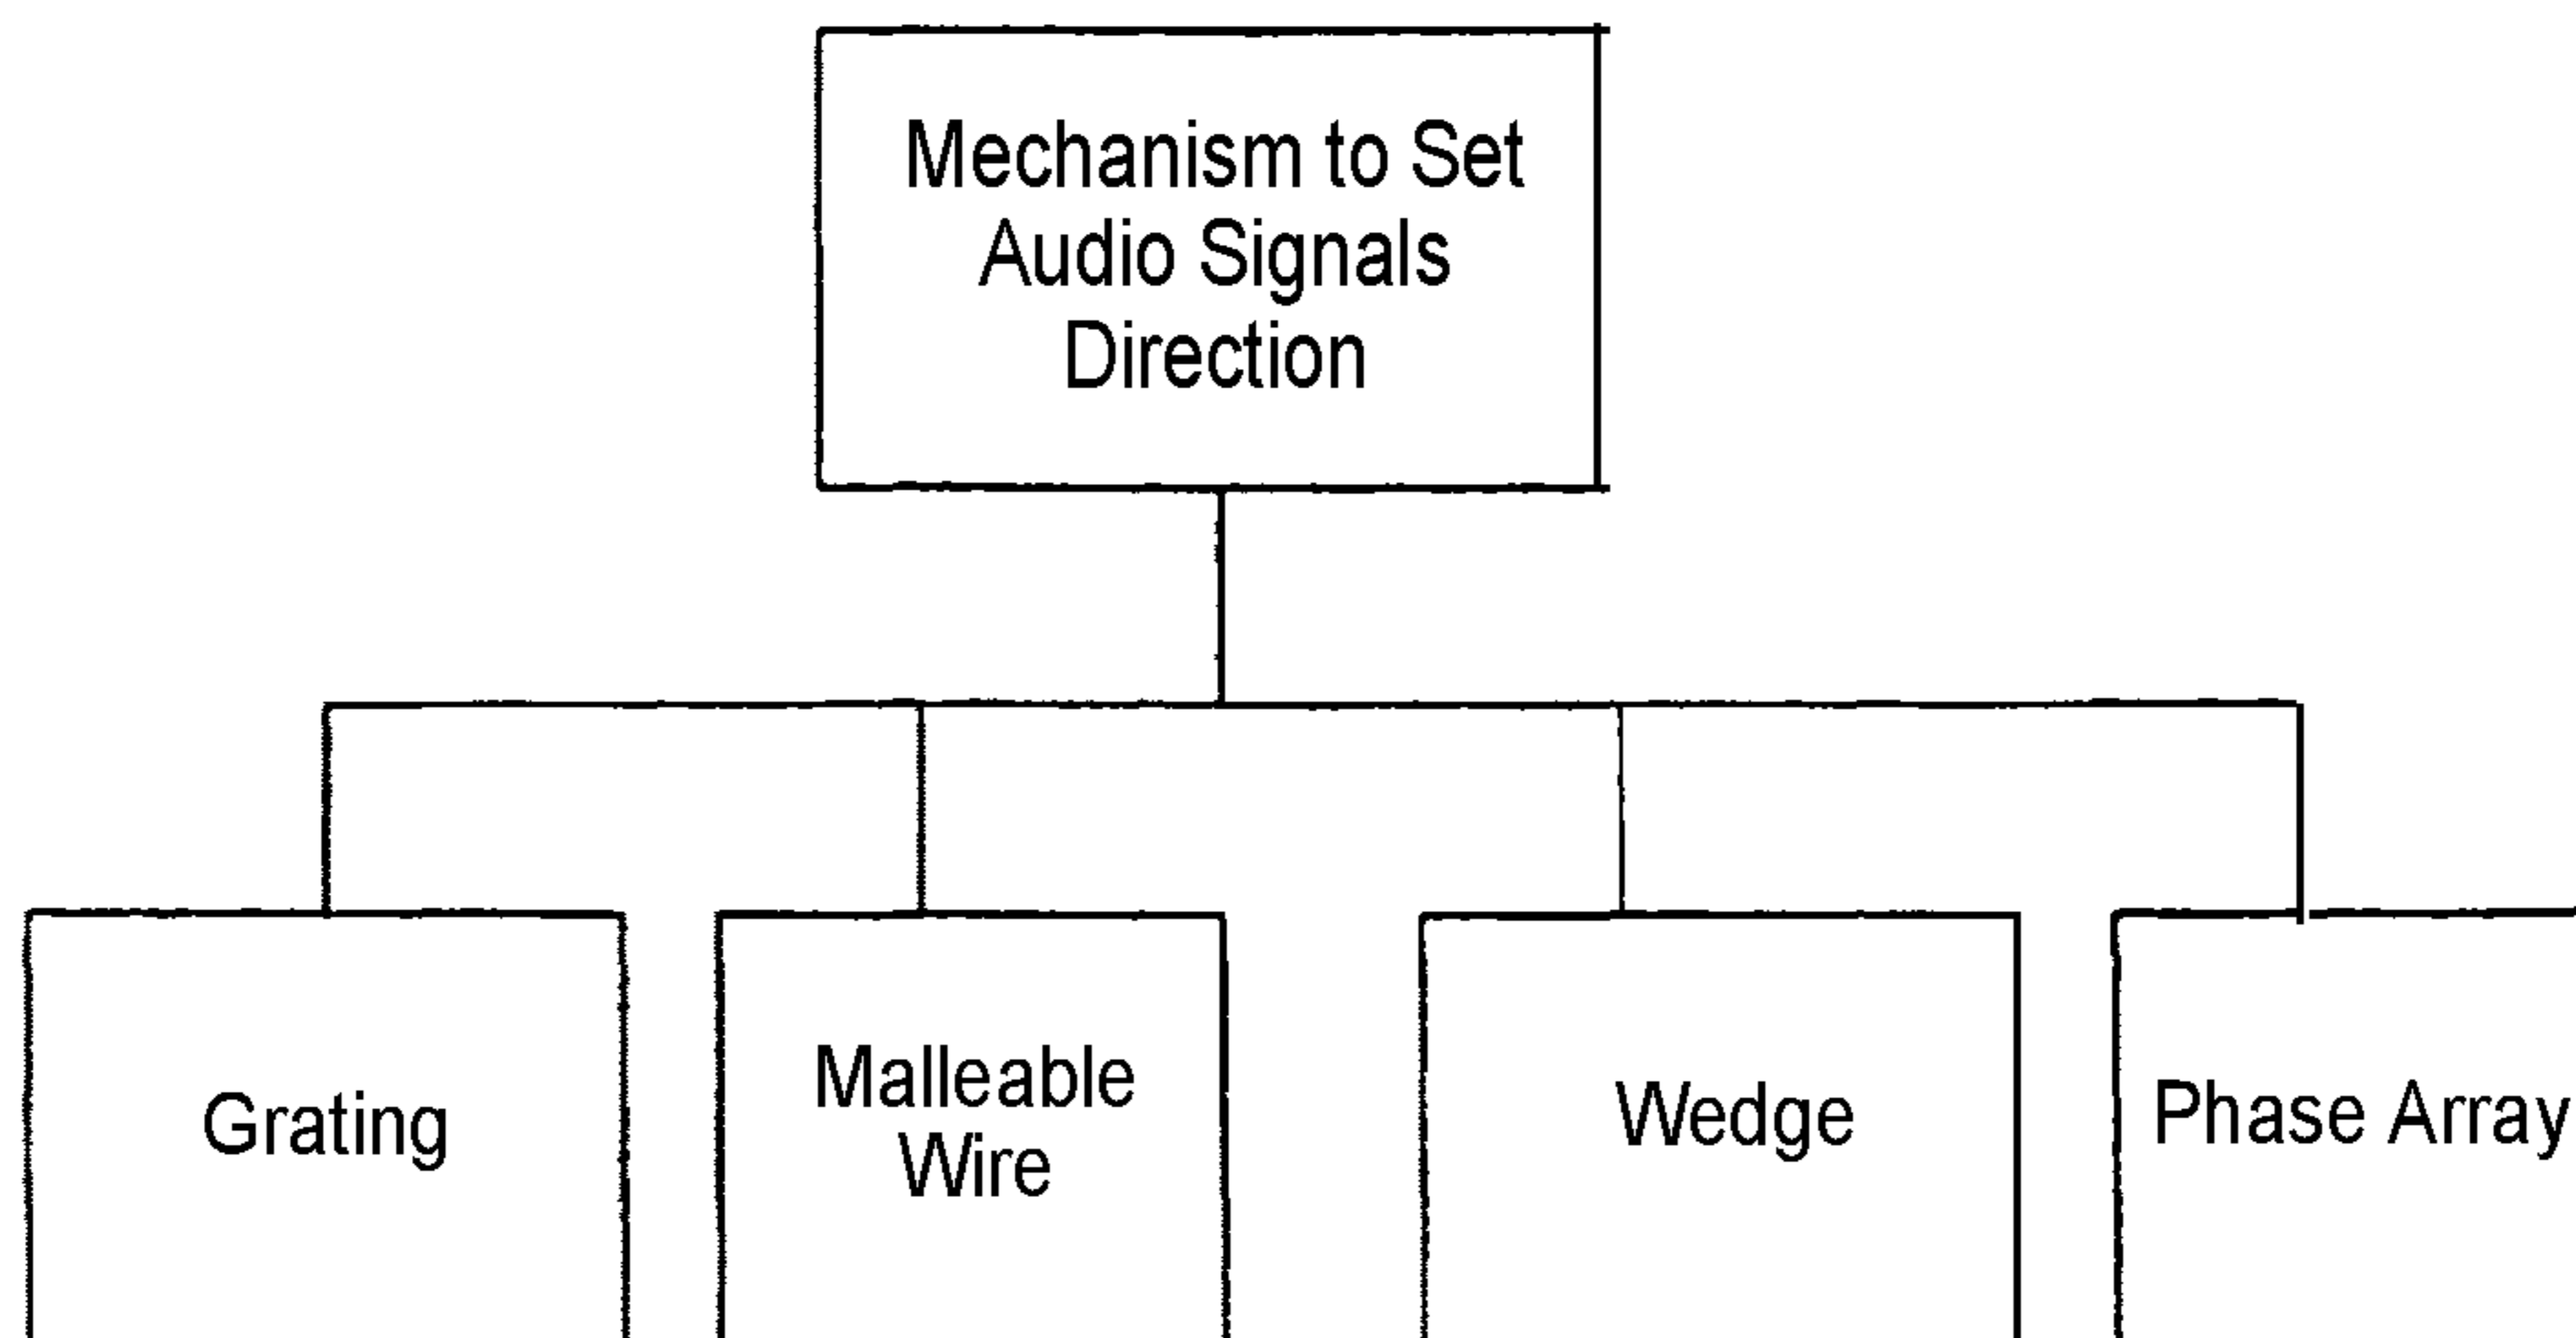 Mechanism to Set
Audio Signals
Direction
Grating
Malleable
Wire
Wedge
Phase Array